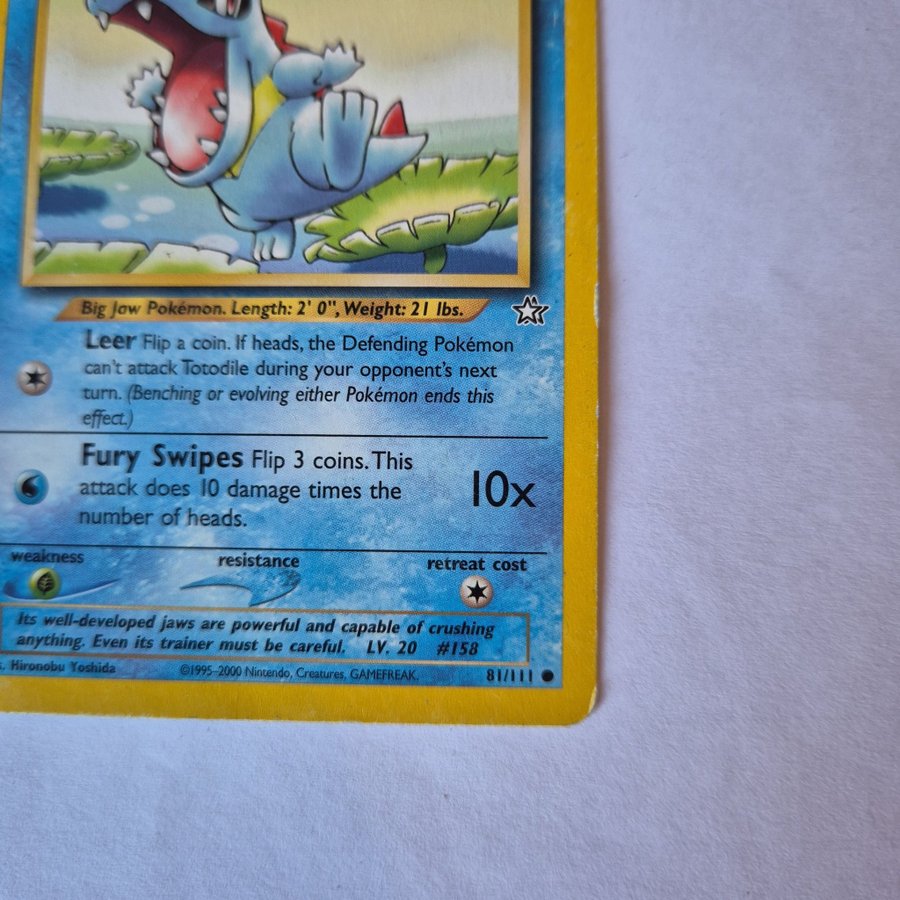 Big Jaw Pokémon. Length: 2' 0", Weight: 21 lbs.
Leer Flip a coin. If heads, the Defending Pokémon
can't attack Totodile during your opponent's next
turn. (Benching or evolving either Pokémon ends this
effect.)
Fury Swipes Flip 3 coins. This
attack does 10 damage times the
number of heads.
10x
weakness resistance retreat cost
Its well-developed jaws are powerful and capable of crushing
anything. Even its trainer must be careful. LV. 20 #158
Hironobu Yoshida ©1995–2000 Nintendo, Creatures, GAMEFREAK. 81/111